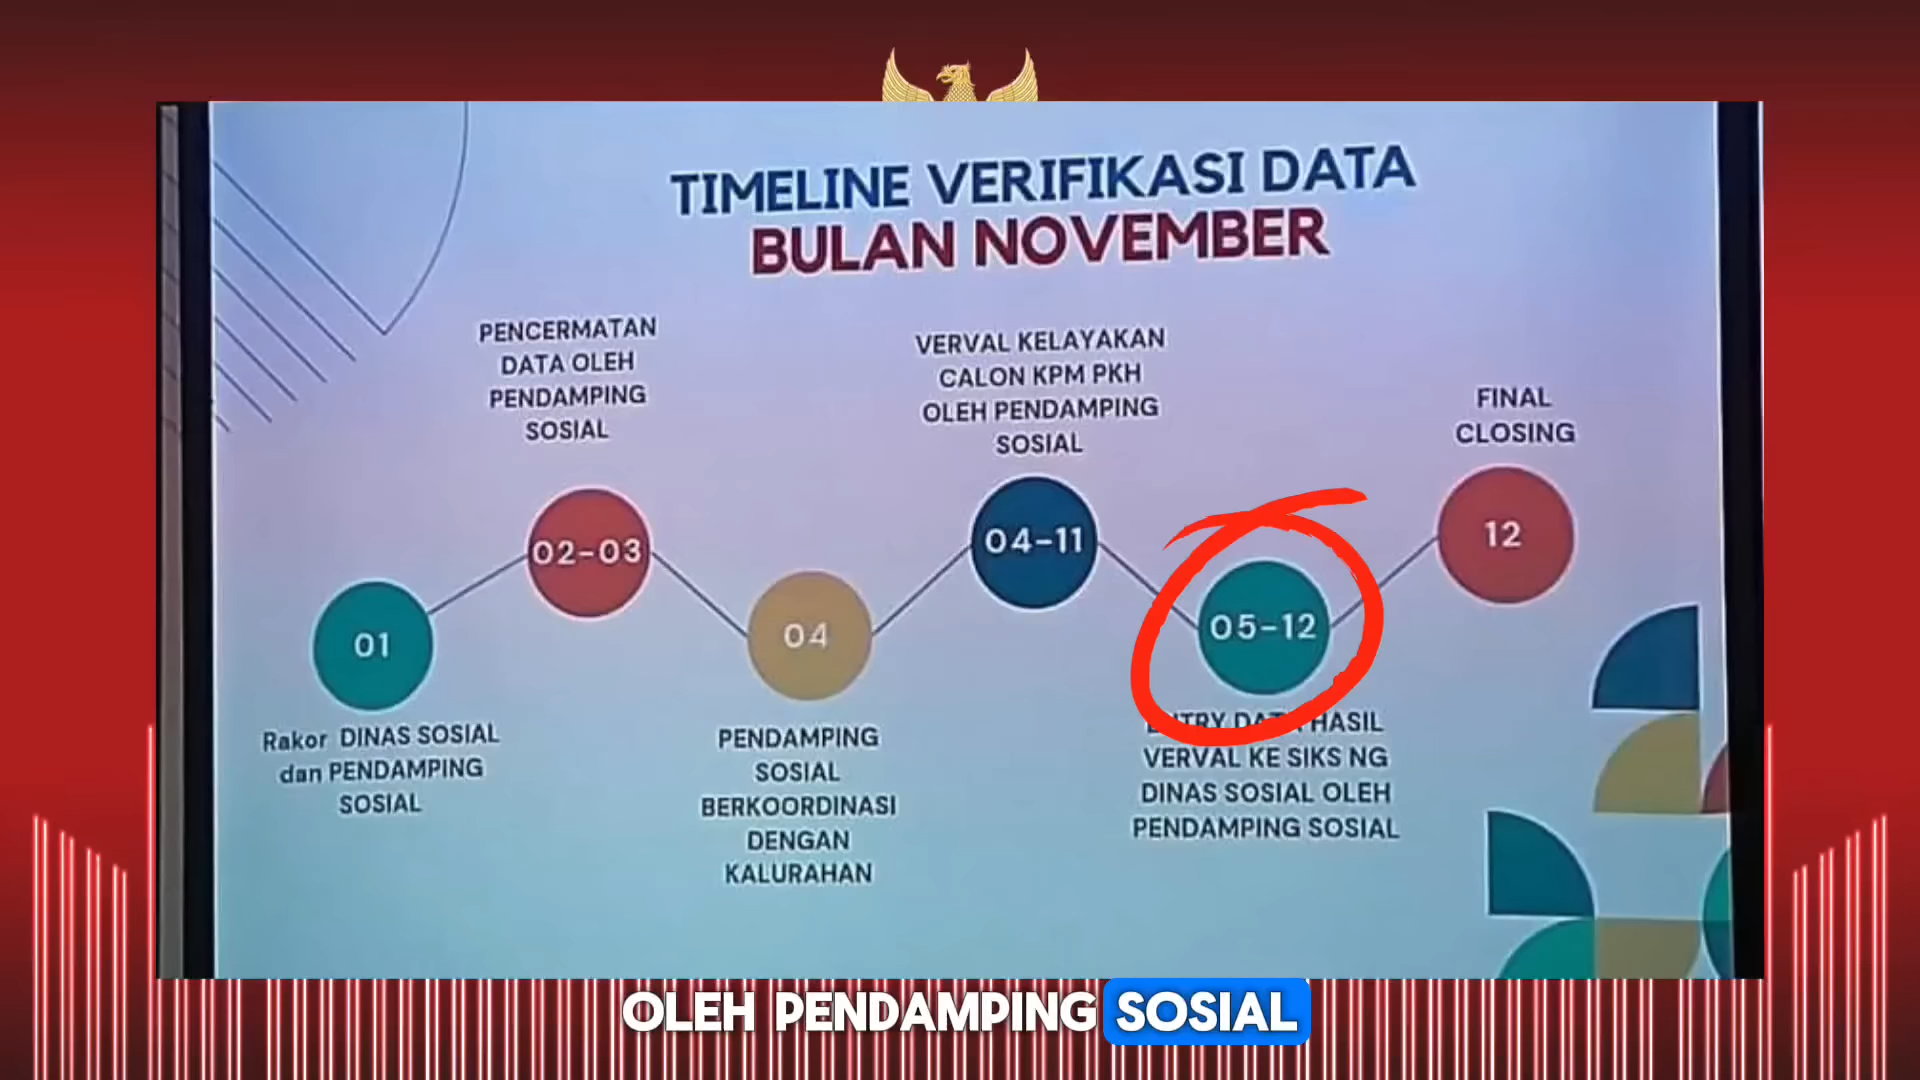 TIMELINE VERIFIKASI DATA
BULAN NOVEMBER
01
Rakor DINAS SOSIAL
dan PENDAMPING
SOSIAL
PENCERMATAN
DATA OLEH
PENDAMPING
SOSIAL
02-03
04
PENDAMPING
SOSIAL
BERKOORDINASI
DENGAN
KALURAHAN
VERVAL KELAYAKAN
CALON KPM PKH
OLEH PENDAMPING
SOSIAL
04-11
05-12
ENTRY DATA HASIL
VERVAL KE SIKS NG
DINAS SOSIAL OLEH
PENDAMPING SOSIAL
FINAL
CLOSING
12
OLEH PENDAMPING SOSIAL